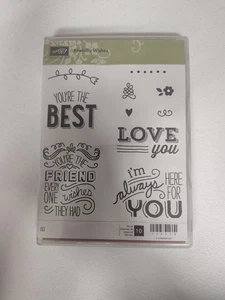 YOU'RE THE
BEST
LOVE
you
YOU'RE THE
FRIEND
EVERY
ONE wishes
THEY HAD
i'm
always
HERE
FOR
YOU
10